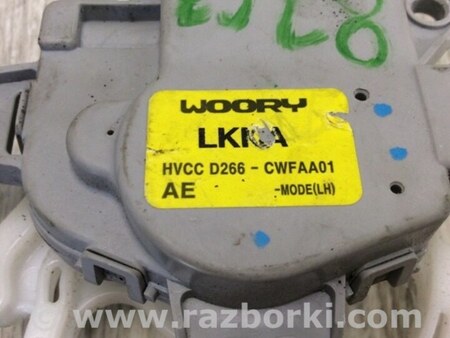 WOORY
HVCC D266 - CWFAA01
AE -MODE(LH)
www.razborki.com